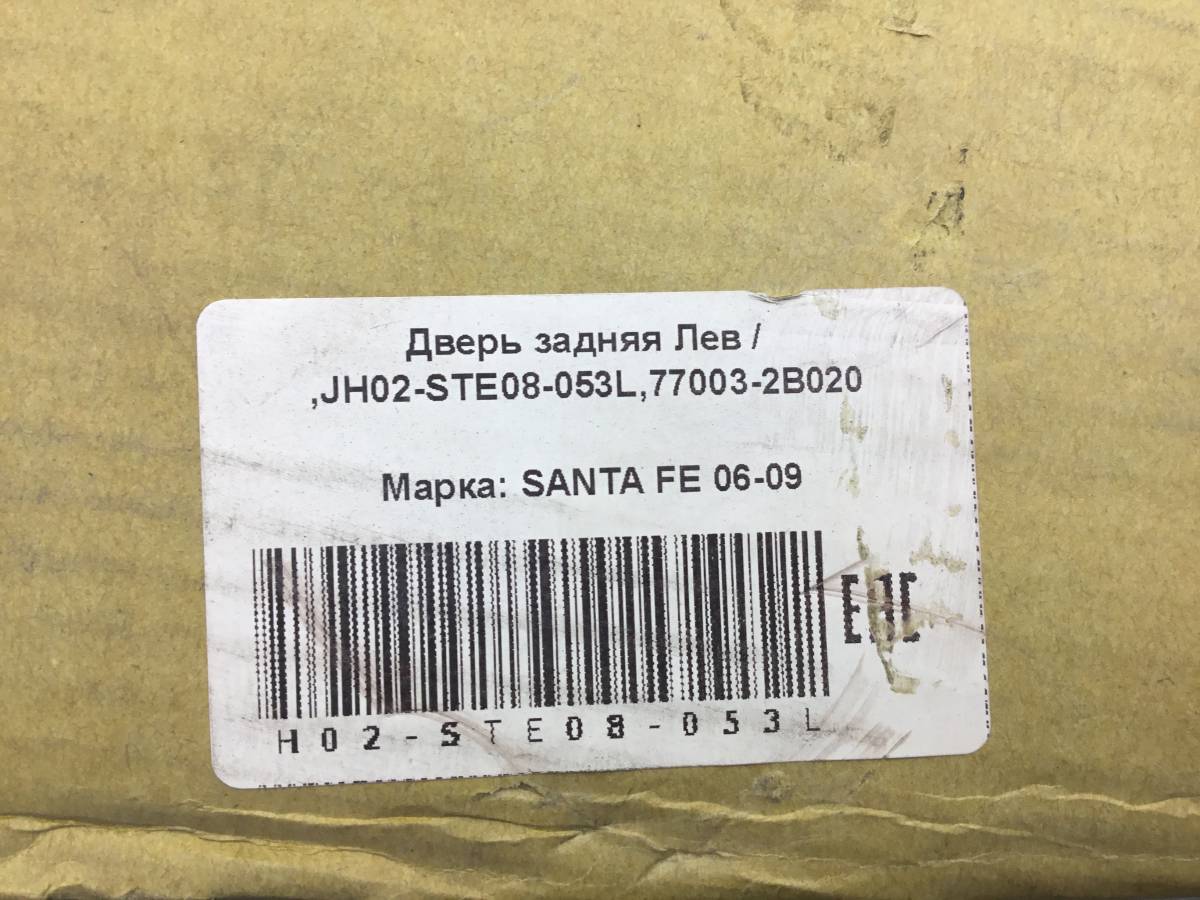 Дверь задняя Лев /
,JH02-STE08-053L,77003-2B020
Марка: SANTA FE 06-09
EAC
H02-STE08-053L